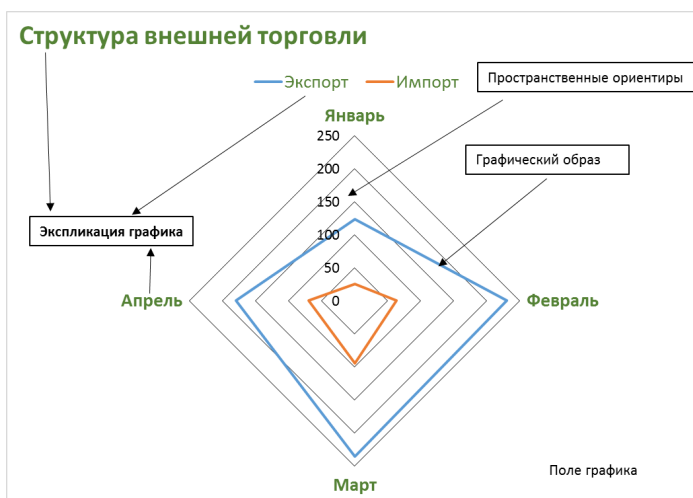 Структура внешней торговли
Экспорт
Импорт
Пространственные ориентиры
Январь
250
200
150
100
50
0
Графический образ
Экспликация графика
Апрель
Февраль
Март
Поле графика